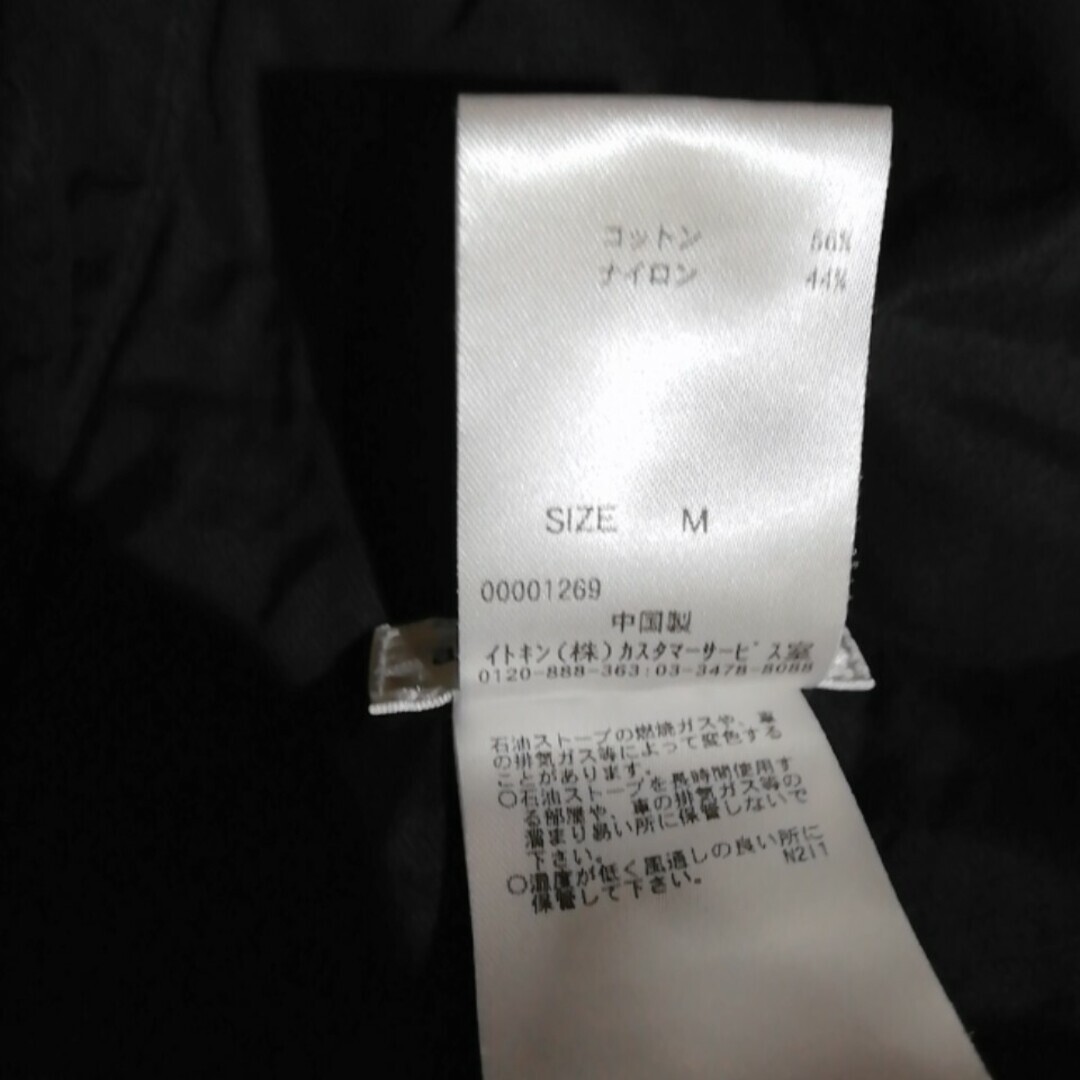 コットン 56%
ナイロン 44%
SIZE M
00001269
中国製
イトキン(株)カスタマーサービス室
0120-888-363:03-3478-8088
石油ストーブの燃焼ガスや、車
の排気ガス等によって変色する
ことがあります。
○石油ストーブを長時間使用す
る部屋や、車の排気ガス等の
溜まり易い所に保管しないで
下さい。
○湿度が低く風通しの良い所に
保管して下さい。
N211